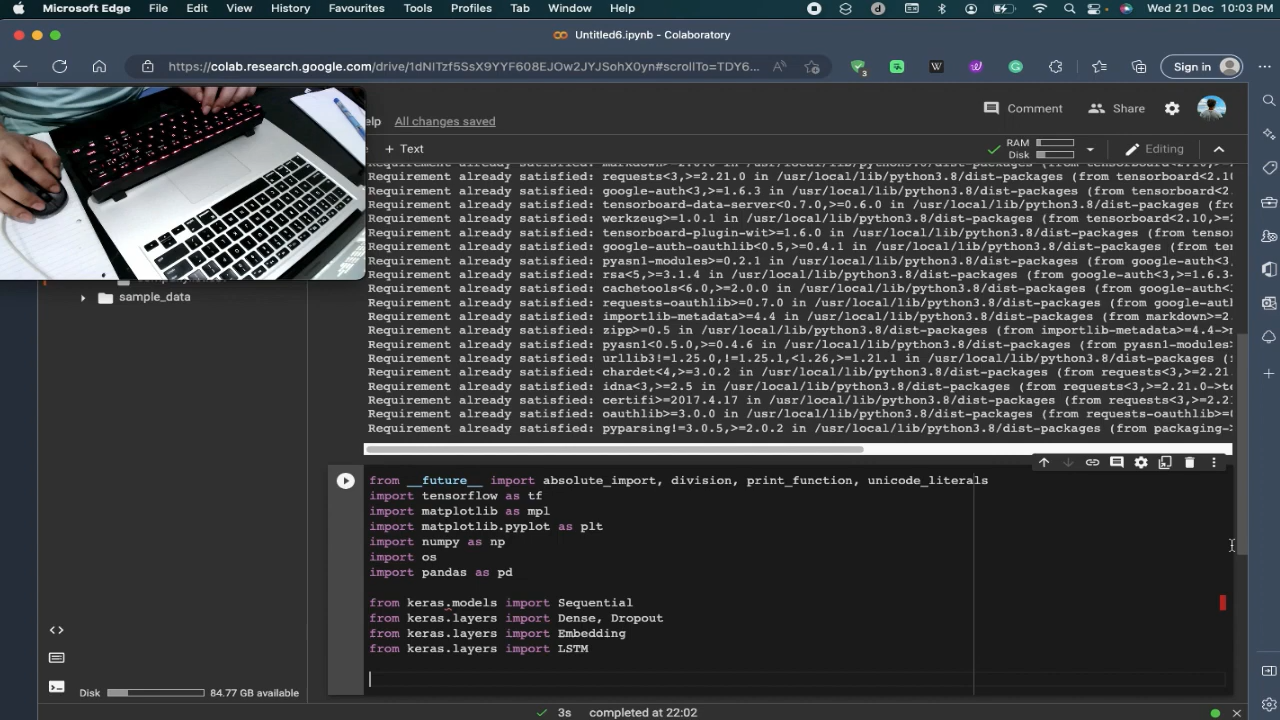 Microsoft Edge File Edit View History Favourites Tools Profiles Tab Window Help Wed 21 Dec 10:03 PM
Untitled6.ipynb - Colaboratory
https://colab.research.google.com/drive/1dNITzf5SsX9YYF608EJOw2JYJSohX0yn#scrollTo=TDY6... Sign in
elp All changes saved Comment Share
+ Text RAM Disk Editing
requests<3,>=2.21.0 in /usr/local/lib/python3.8/dist-packages (from tensorboard<2.10
Requirement already satisfied: google-auth<3,>=1.6.3 in /usr/local/lib/python3.8/dist-packages (from tensorboard<2.
Requirement already satisfied: tensorboard-data-server<0.7.0,>=0.6.0 in /usr/local/lib/python3.8/dist-packages (fro
Requirement already satisfied: werkzeug>=1.0.1 in /usr/local/lib/python3.8/dist-packages (from tensorboard<2.10,>=2
Requirement already satisfied: tensorboard-plugin-wit>=1.6.0 in /usr/local/lib/python3.8/dist-packages (from tensor
Requirement already satisfied: google-auth-oauthlib<0.5,>=0.4.1 in /usr/local/lib/python3.8/dist-packages (from ten
Requirement already satisfied: pyasn1-modules>=0.2.1 in /usr/local/lib/python3.8/dist-packages (from google-auth<3,
Requirement already satisfied: rsa<5,>=3.1.4 in /usr/local/lib/python3.8/dist-packages (from google-auth<3,>=1.6.3-
Requirement already satisfied: cachetools<6.0,>=2.0.0 in /usr/local/lib/python3.8/dist-packages (from google-auth<3
sample_data
Requirement already satisfied: requests-oauthlib>=0.7.0 in /usr/local/lib/python3.8/dist-packages (from google-auth
Requirement already satisfied: importlib-metadata>=4.4 in /usr/local/lib/python3.8/dist-packages (from markdown>=2.
Requirement already satisfied: zipp>=0.5 in /usr/local/lib/python3.8/dist-packages (from importlib-metadata>=4.4->m
Requirement already satisfied: pyasn1<0.5.0,>=0.4.6 in /usr/local/lib/python3.8/dist-packages (from pyasn1-modules>
Requirement already satisfied: urllib3!=1.25.0,!=1.25.1,<1.26,>=1.21.1 in /usr/local/lib/python3.8/dist-packages (
Requirement already satisfied: chardet<4,>=3.0.2 in /usr/local/lib/python3.8/dist-packages (from requests<3,>=2.21.
Requirement already satisfied: idna<3,>=2.5 in /usr/local/lib/python3.8/dist-packages (from requests<3,>=2.21.0->te
Requirement already satisfied: certifi>=2017.4.17 in /usr/local/lib/python3.8/dist-packages (from requests<3,>=2.21
Requirement already satisfied: oauthlib>=3.0.0 in /usr/local/lib/python3.8/dist-packages (from requests-oauthlib>=0
Requirement already satisfied: pyparsing!=3.0.5,>=2.0.2 in /usr/local/lib/python3.8/dist-packages (from packaging->
from __future__ import absolute_import, division, print_function, unicode_literals
import tensorflow as tf
import matplotlib as mpl
import matplotlib.pyplot as plt
import numpy as np
import os
import pandas as pd
from keras.models import Sequential
from keras.layers import Dense, Dropout
from keras.layers import Embedding
from keras.layers import LSTM
Disk 84.77 GB available
3s completed at 22:02